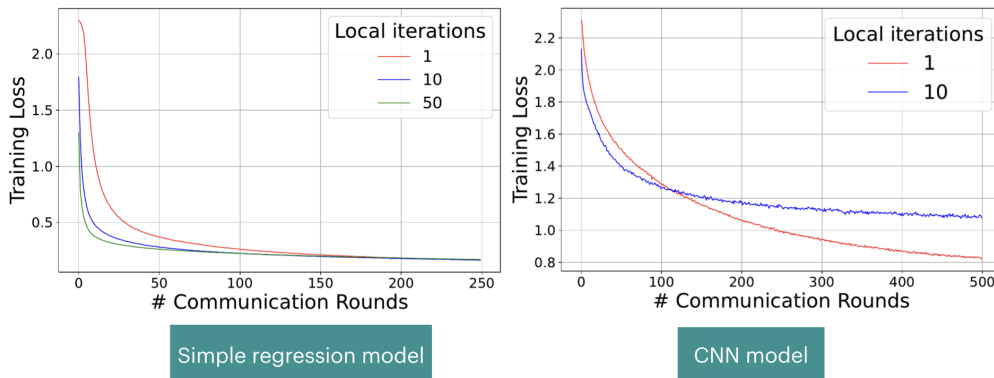 Training Loss
2.0
1.5
1.0
0.5
Local iterations
1
10
50
0 50 100 150 200 250
# Communication Rounds
Simple regression model
Training Loss
2.2
2.0
1.8
1.6
1.4
1.2
1.0
0.8
Local iterations
1
10
0 100 200 300 400 500
# Communication Rounds
CNN model